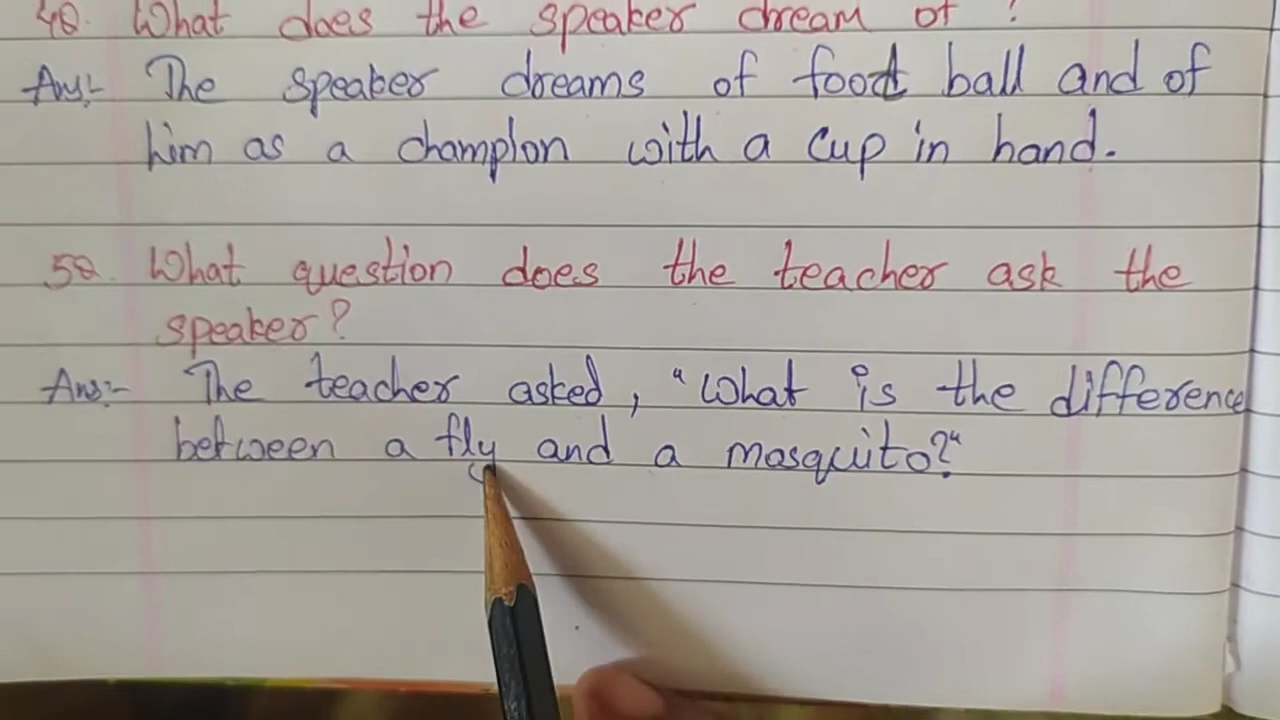 4Q. What does the speaker dream of ?
Ans:- The speaker dreams of foot ball and of
him as a champion with a cup in hand.
5Q. What question does the teacher ask the
speaker?
Ans:- The teacher asked, "What is the difference
between a fly and a mosquito?"